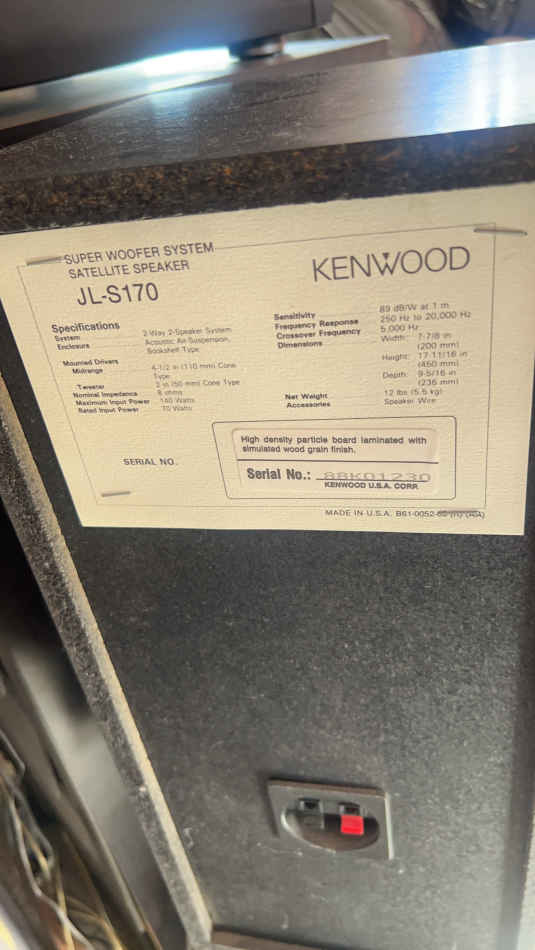 SUPER WOOFER SYSTEM
SATELLITE SPEAKER
JL-S170
KENWOOD
Specifications
System 2-Way 2-Speaker System
Enclosure Acoustic Air-Suspension,
Bookshelf Type
Mounted Drivers
Midrange 4-1/2 in (110 mm) Cone
Type
Tweeter 2 in (50 mm) Cone Type
Nominal Impedance 8 ohms
Maximum Input Power 140 Watts
Rated Input Power 70 Watts
Sensitivity 89 dB/W at 1 m
Frequency Response 250 Hz to 20,000 Hz
Crossover Frequency 5,000 Hz
Dimensions Width: 7-7/8 in
(200 mm)
Height: 17-11/16 in
(450 mm)
Depth: 9-5/16 in
(236 mm)
Net Weight 12 lbs (5.5 kg)
Accessories Speaker Wire
SERIAL NO.
High density particle board laminated with
simulated wood grain finish.
Serial No.: 88K01230
KENWOOD U.S.A. CORP.
MADE IN U.S.A. B61-0052